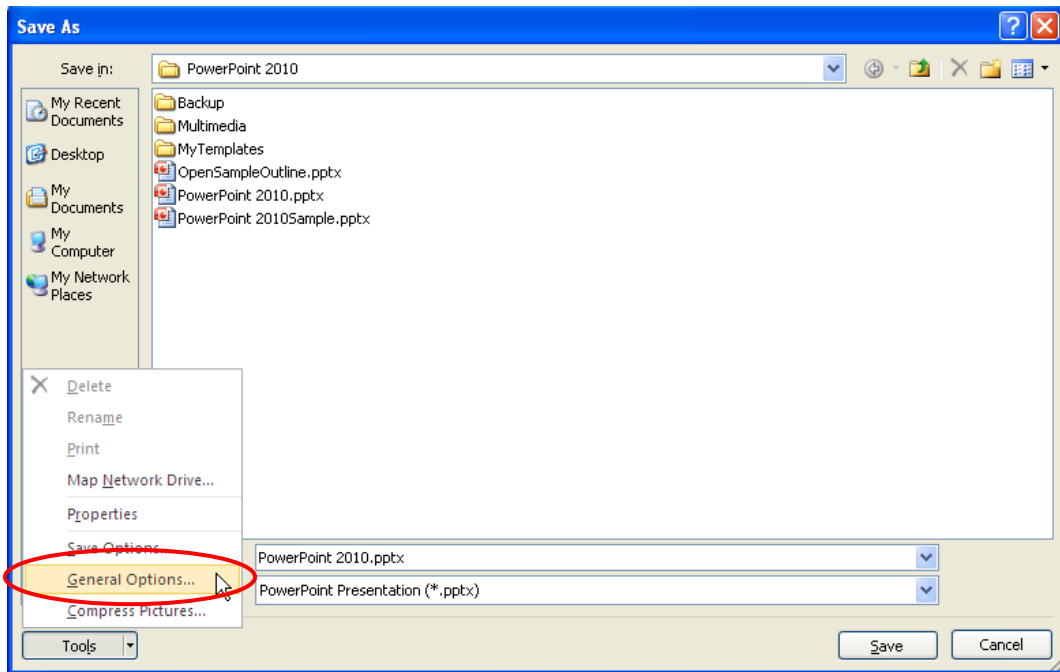 Save As
Save in:
PowerPoint 2010
My Recent
Documents
Desktop
My
Documents
My
Computer
My Network
Places
Backup
Multimedia
MyTemplates
OpenSampleOutline.pptx
PowerPoint 2010.pptx
PowerPoint 2010Sample.pptx
Delete
Rename
Print
Map Network Drive...
Properties
Save Options...
General Options...
Compress Pictures...
PowerPoint 2010.pptx
PowerPoint Presentation (*.pptx)
Tools
Save
Cancel